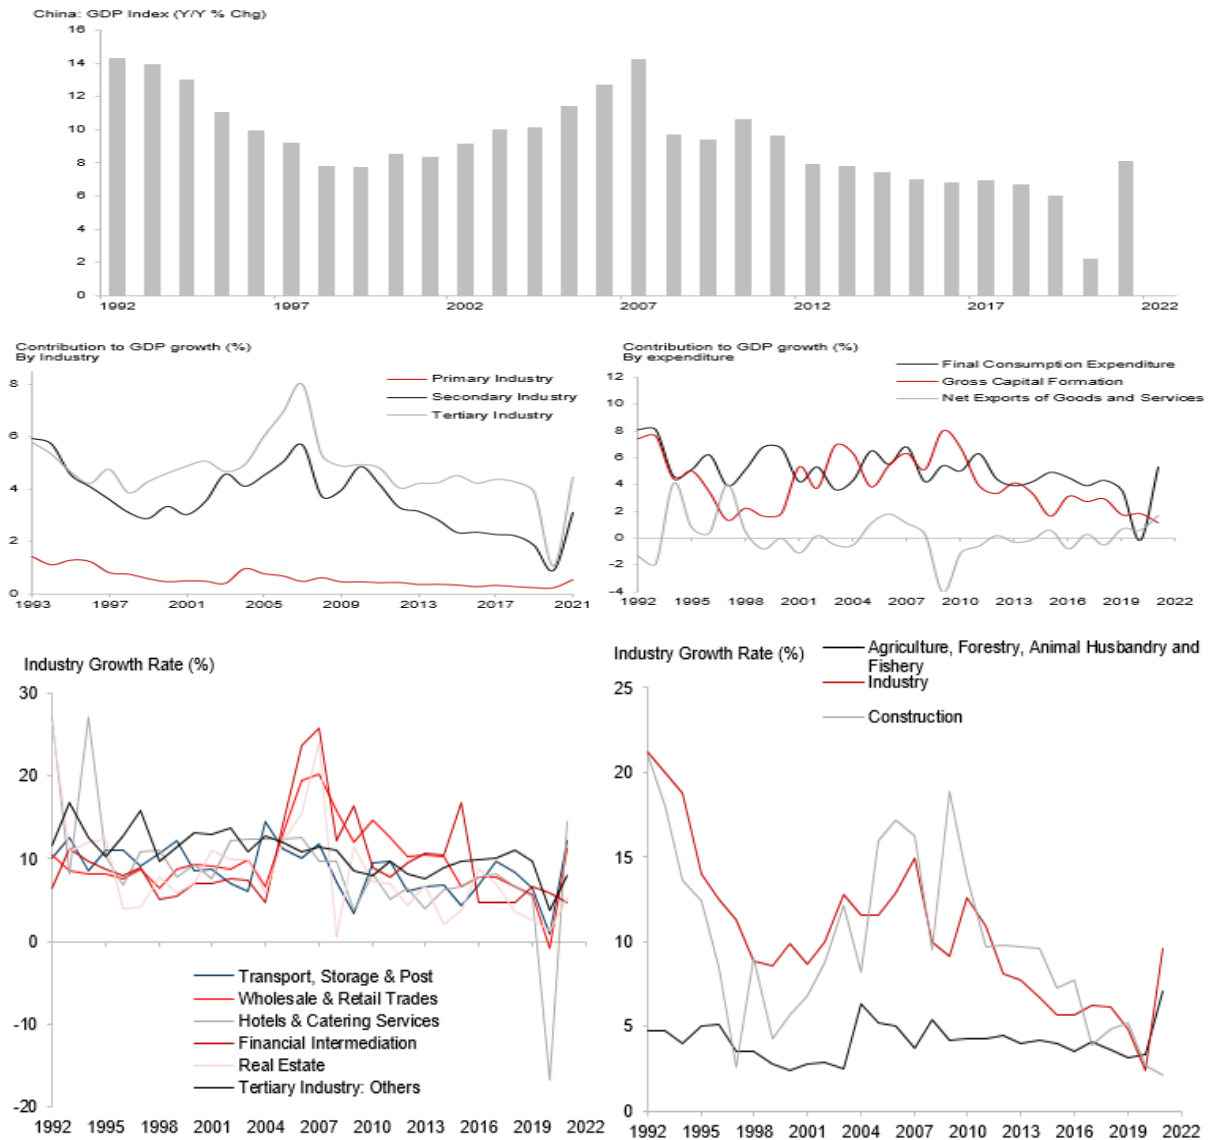 China: GDP Index (Y/Y % Chg)
16
14
12
10
8
6
4
2
0
1992 1997 2002 2007 2012 2017 2022
Contribution to GDP growth (%)
By Industry
Primary Industry
Secondary Industry
Tertiary Industry
8
6
4
2
0
1993 1997 2001 2005 2009 2013 2017 2021
Contribution to GDP growth (%)
By expenditure
Final Consumption Expenditure
Gross Capital Formation
Net Exports of Goods and Services
12
10
8
6
4
2
0
-2
-4
1992 1995 1998 2001 2004 2007 2010 2013 2016 2019 2022
Industry Growth Rate (%)
30
20
10
0
-10
-20
Transport, Storage & Post
Wholesale & Retail Trades
Hotels & Catering Services
Financial Intermediation
Real Estate
Tertiary Industry: Others
1992 1995 1998 2001 2004 2007 2010 2013 2016 2019 2022
Industry Growth Rate (%)
Agriculture, Forestry, Animal Husbandry and
Fishery
Industry
Construction
25
20
15
10
5
0
1992 1995 1998 2001 2004 2007 2010 2013 2016 2019 2022